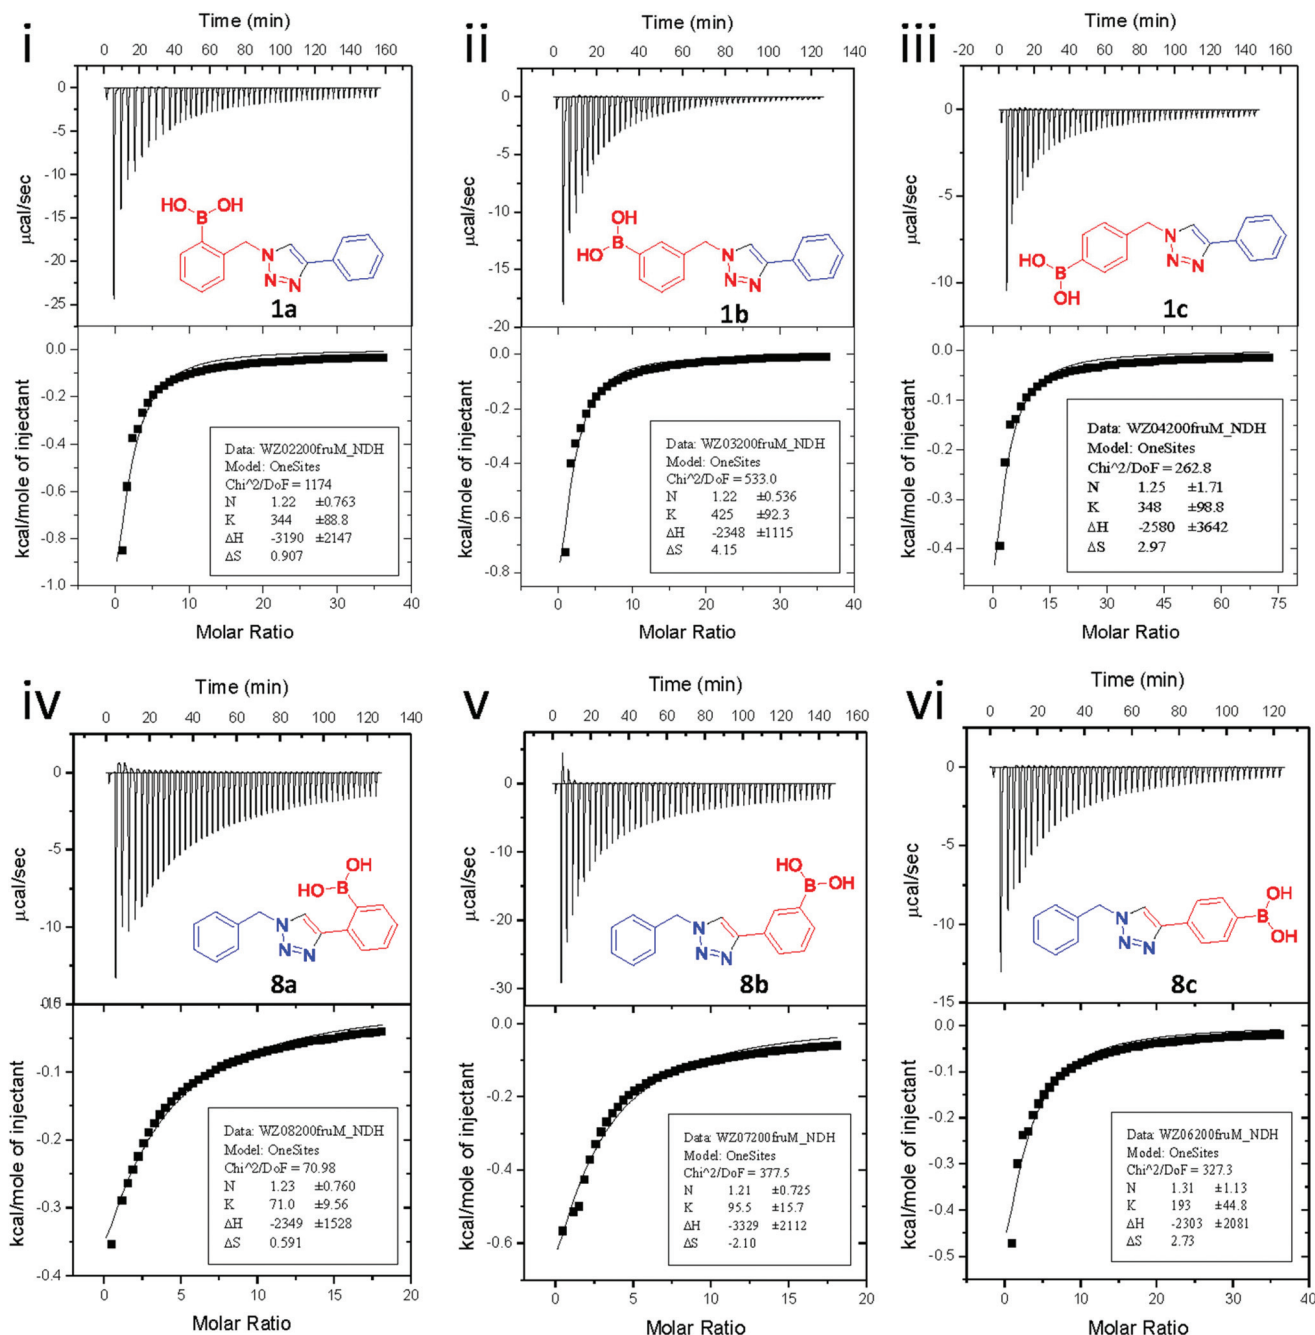 i
Time (min)
0 20 40 60 80 100 120 140 160
0
-5
-10
-15
-20
-25
µcal/sec
HO OH
B
N
N
N
1a
0.0
-0.2
-0.4
-0.6
-0.8
-1.0
kcal/mole of injectant
Data: WZ02200fruM_NDH
Model: OneSites
Chi^2/DoF = 1174
N 1.22 ±0.763
K 344 ±88.8
ΔH -3190 ±2147
ΔS 0.907
0 10 20 30 40
Molar Ratio
ii
Time (min)
0 20 40 60 80 100 120 140
0
-5
-10
-15
-20
µcal/sec
OH
B
HO
N
N
N
1b
0.0
-0.2
-0.4
-0.6
-0.8
kcal/mole of injectant
Data: WZ03200fruM_NDH
Model: OneSites
Chi^2/DoF = 533.0
N 1.22 ±0.536
K 425 ±92.3
ΔH -2348 ±1115
ΔS 4.15
0 10 20 30 40
Molar Ratio
iii
Time (min)
-20 0 20 40 60 80 100 120 140 160
0
-5
-10
µcal/sec
HO B
OH
N
N
N
1c
0.0
-0.1
-0.2
-0.3
-0.4
kcal/mole of injectant
Data: WZ04200fruM_NDH
Model: OneSites
Chi^2/DoF = 262.8
N 1.25 ±1.71
K 348 ±98.8
ΔH -2580 ±3642
ΔS 2.97
0 15 30 45 60 75
Molar Ratio
iv
Time (min)
0 20 40 60 80 100 120 140
0
-5
-10
µcal/sec
OH
HO B
N
N
N
8a
-0.1
-0.2
-0.3
-0.4
kcal/mole of injectant
Data: WZ08200fruM_NDH
Model: OneSites
Chi^2/DoF = 70.98
N 1.23 ±0.760
K 71.0 ±9.56
ΔH -2349 ±1528
ΔS 0.591
0 5 10 15 20
Molar Ratio
v
Time (min)
0 20 40 60 80 100 120 140 160
0
-10
-20
-30
µcal/sec
HO
B OH
N
N
N
8b
0.0
-0.2
-0.4
-0.6
kcal/mole of injectant
Data: WZ07200fruM_NDH
Model: OneSites
Chi^2/DoF = 377.5
N 1.21 ±0.725
K 95.5 ±15.7
ΔH -3329 ±2112
ΔS -2.10
0 5 10 15 20
Molar Ratio
vi
Time (min)
0 20 40 60 80 100 120
0
-5
-10
-15
µcal/sec
OH
B
OH
N
N
N
8c
0.0
-0.1
-0.2
-0.3
-0.4
-0.5
kcal/mole of injectant
Data: WZ06200fruM_NDH
Model: OneSites
Chi^2/DoF = 327.3
N 1.31 ±1.13
K 193 ±44.8
ΔH -2303 ±2081
ΔS 2.73
0 10 20 30 40
Molar Ratio